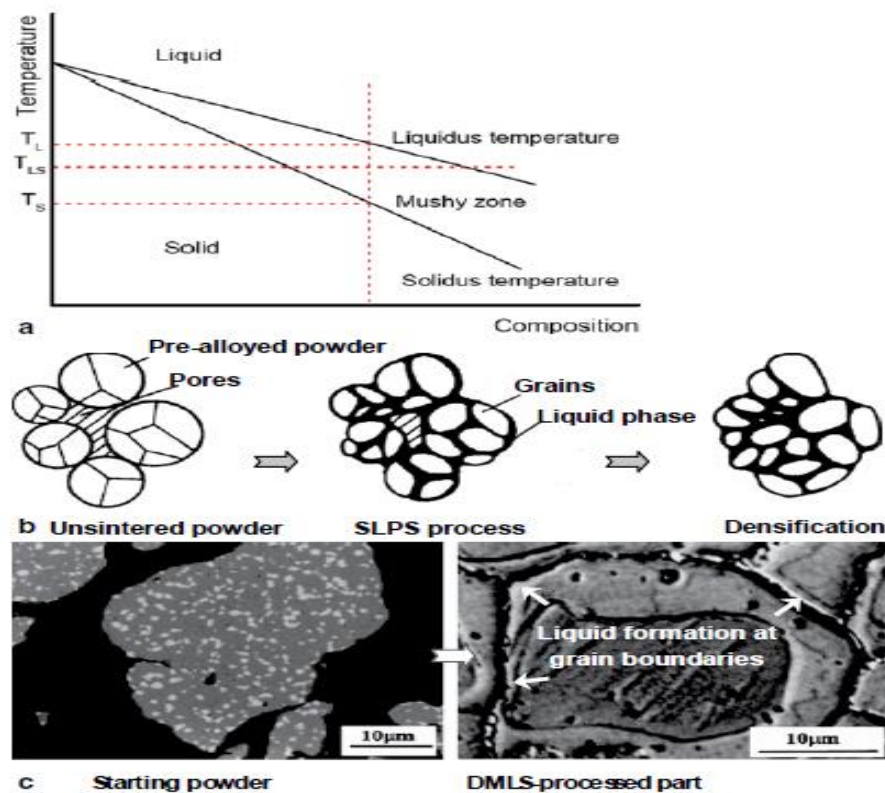 Temperature
Liquid
T_L
Liquidus temperature
T_LS
T_S
Mushy zone
Solid
Solidus temperature
a
Composition
Pre-alloyed powder
Pores
Grains
Liquid phase
b Unsintered powder SLPS process Densification
Liquid formation at
grain boundaries
10μm
10μm
c Starting powder DMLS-processed part